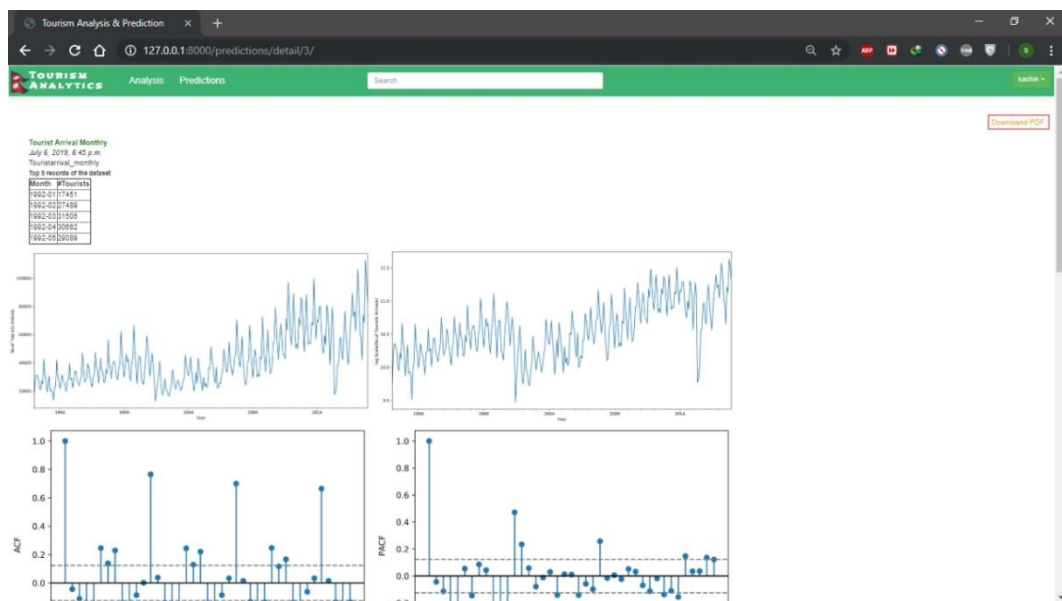 Tourism Analysis & Prediction
127.0.0.1:8000/predictions/detail/3/
ABP
TOURISM
ANALYTICS
Analysis
Predictions
Search
sachin
Download PDF
Tourist Arrival Monthly
July 6, 2019, 6:45 p.m.
Touristarrival_monthly
Top 5 records of the dataset
Month #Tourists
1992-01 17451
1992-02 27489
1992-03 31505
1992-04 30682
1992-05 29089
Year
Year
1.0
0.8
0.6
0.4
0.2
0.0
ACF
1.0
0.8
0.6
0.4
0.2
0.0
PACF